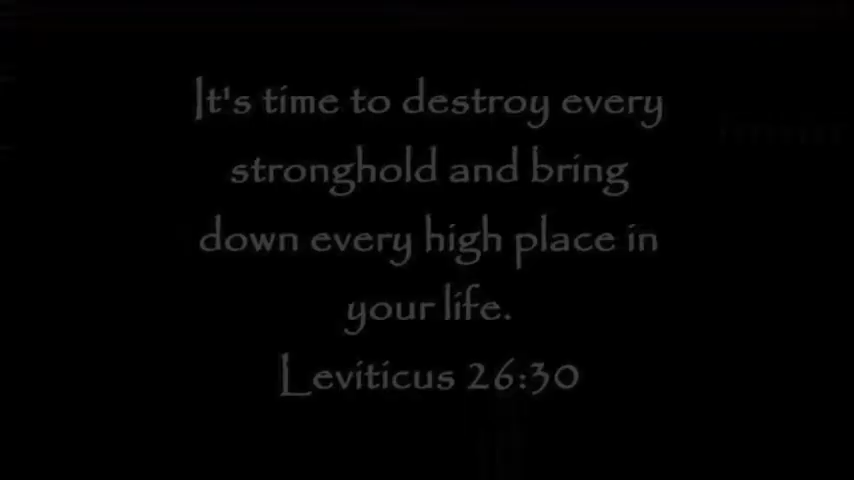 It's time to destroy every
stronghold and bring
down every high place in
your life.
Leviticus 26:30